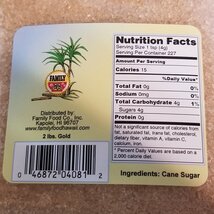 FAMILY
Distributed by:
Family Food Co., Inc.
Kapolei, HI 96707
www.familyfoodhawaii.com
2 lbs. Gold
0 46872 04081 2
Nutrition Facts
Serving Size 1 tsp (4g)
Serving Per Container 227
Amount Per Serving
Calories 15
%Daily Value*
Total Fat 0g 0%
Sodium 0mg 0%
Total Carbohydrate 4g 1%
Sugars 4g
Protein 0g
Not a significant source of calories from
fat, saturated fat, trans fat, cholesterol,
dietary fiber, vitamin A, vitamin C,
calcium, and iron.
* Percent Daily Values are based on a
2,000 calorie diet.
Ingredients: Cane Sugar